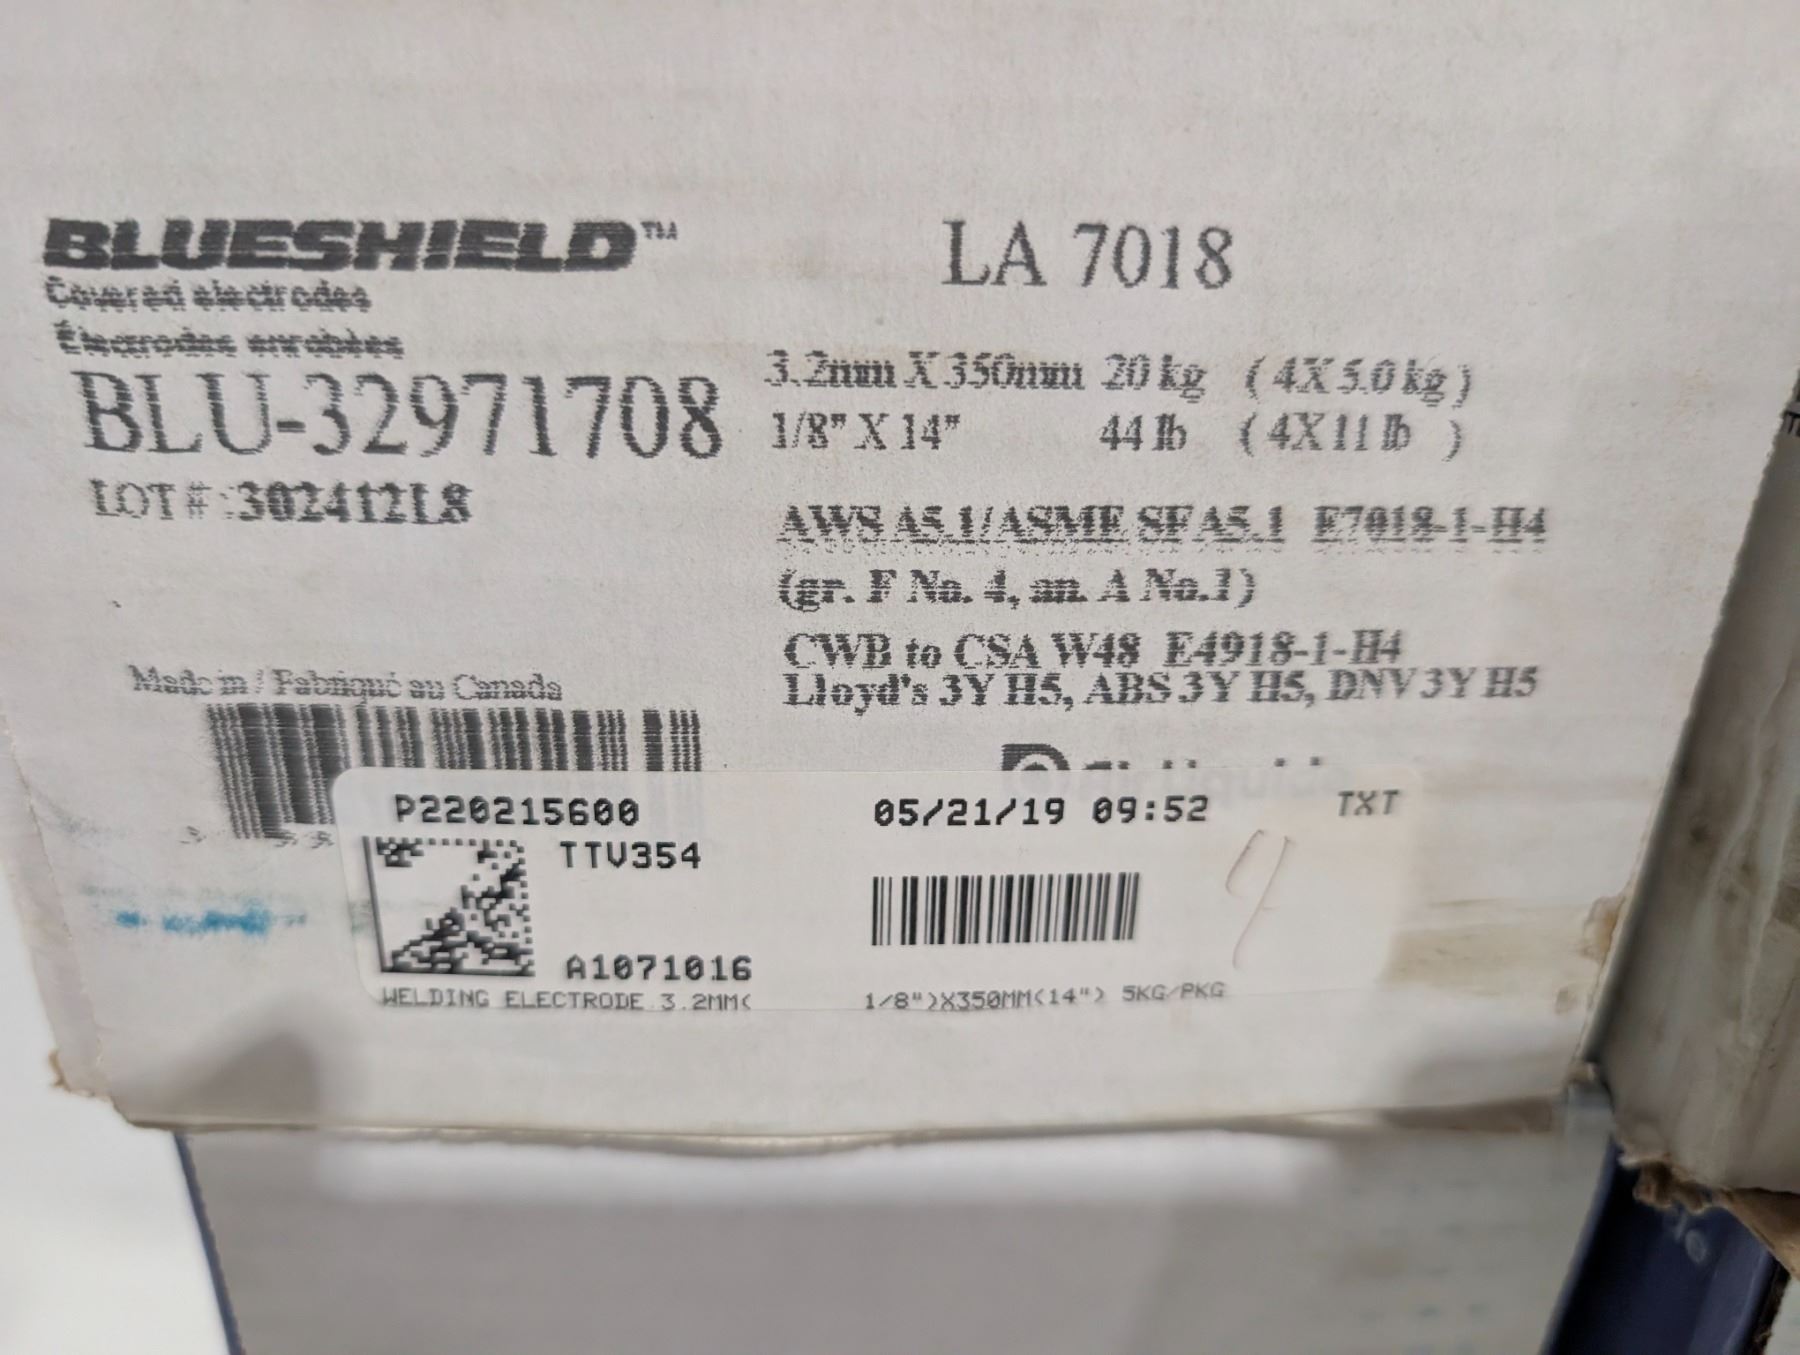 BLUESHIELD™
LA 7018
Covered electrodes
Électrodes enrobées
BLU-32971708
3.2mm X 350mm 20 kg ( 4X 5.0 kg )
1/8" X 14" 44 lb ( 4X 11 lb )
LOT # :302412L8
AWS A5.1/ASME SFA5.1 E7018-1-H4
(gr. F No. 4, an. A No.1)
CWB to CSA W48 E4918-1-H4
Lloyd's 3Y H5, ABS 3Y H5, DNV 3Y H5
Made in / Fabriqué au Canada
P220215600
05/21/19 09:52
TXT
TTV354
4
A1071016
WELDING ELECTRODE 3.2MM(
1/8")X350MM(14") 5KG/PKG